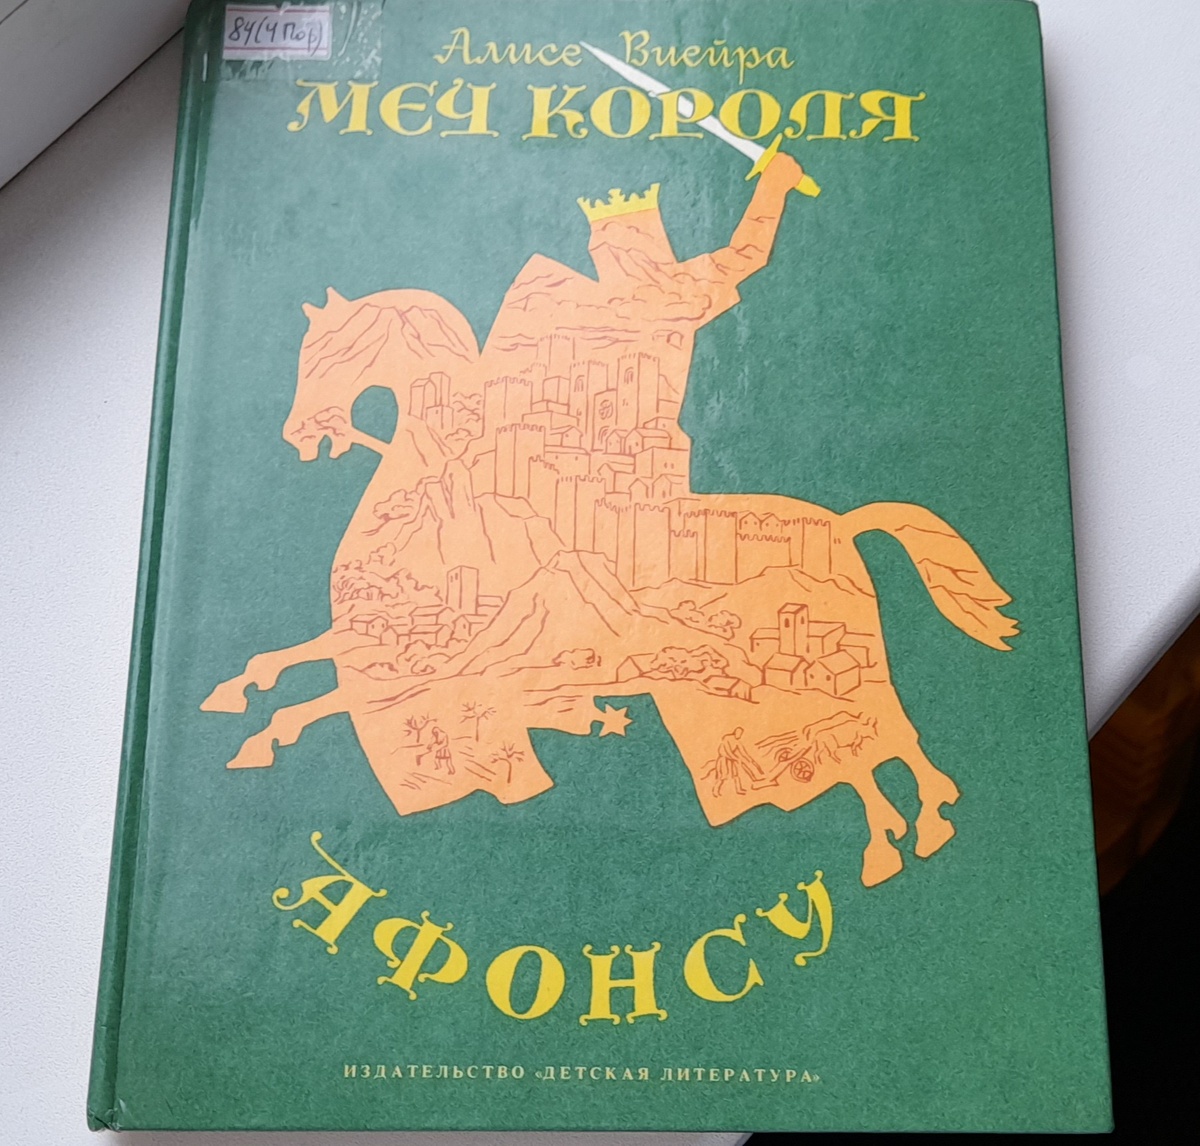 84(4Пор)
Алисе Виейра
МЕЧ КОРОЛЯ
АФОНСУ
ИЗДАТЕЛЬСТВО «ДЕТСКАЯ ЛИТЕРАТУРА»